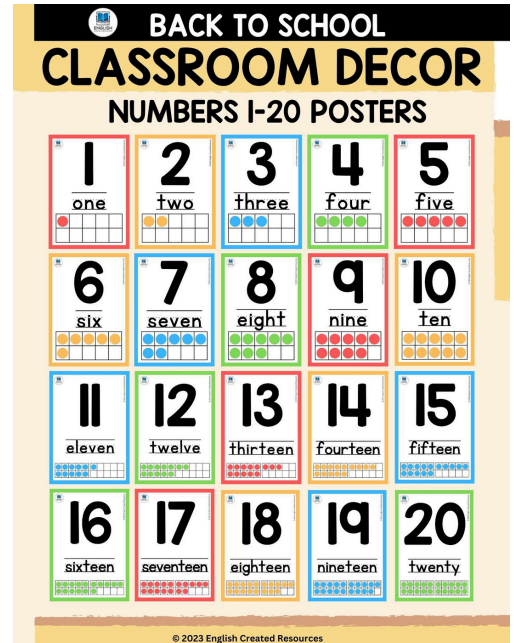 ENGLISH
BACK TO SCHOOL
CLASSROOM DECOR
NUMBERS 1-20 POSTERS
1 2 3 4 5
one two three four five
6 7 8 9 10
six seven eight nine ten
11 12 13 14 15
eleven twelve thirteen fourteen fifteen
16 17 18 19 20
sixteen seventeen eighteen nineteen twenty
© 2023 English Created Resources